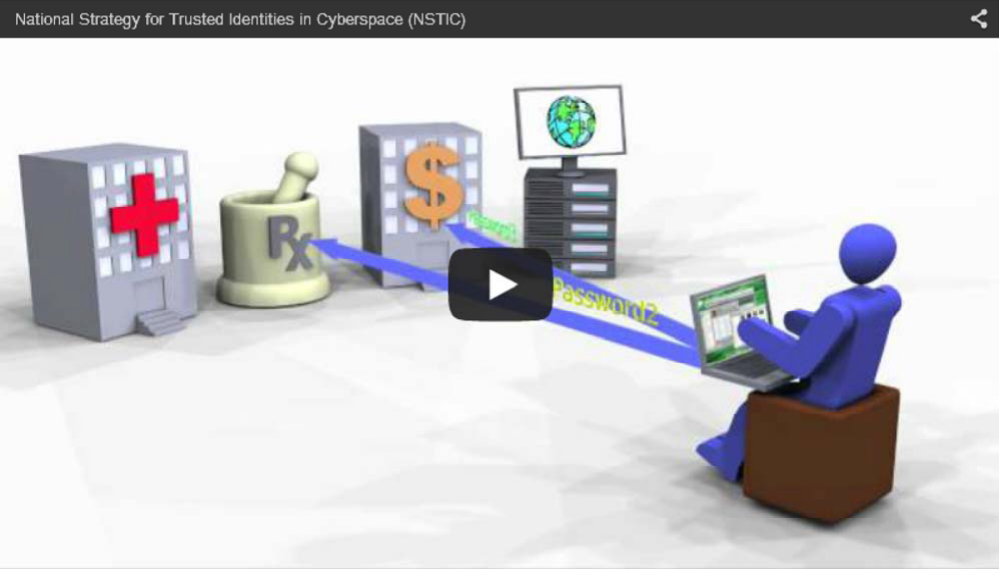 National Strategy for Trusted Identities in Cyberspace (NSTIC)
$
Rx
Password2